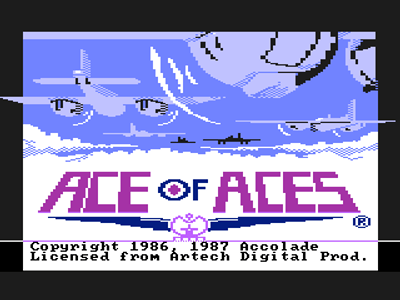 ACE OF ACES
®
Copyright 1986, 1987 Accolade
Licensed from Artech Digital Prod.